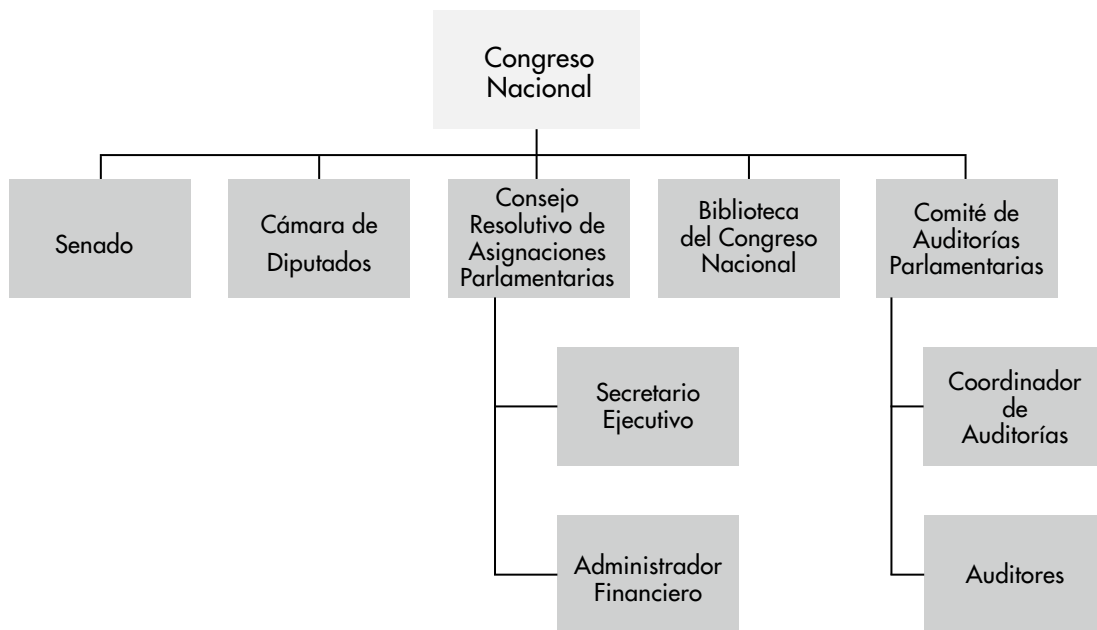 Congreso
Nacional
Senado
Cámara de
Diputados
Consejo
Resolutivo de
Asignaciones
Parlamentarias
Biblioteca
del Congreso
Nacional
Comité de
Auditorías
Parlamentarias
Secretario
Ejecutivo
Coordinador
de
Auditorías
Administrador
Financiero
Auditores